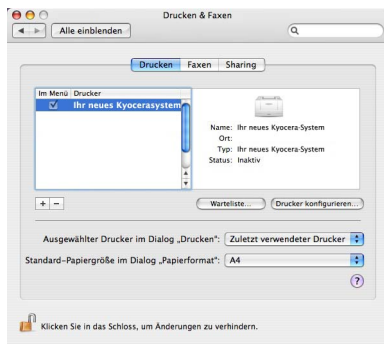 Drucken & Faxen
Alle einblenden
Drucken Faxen Sharing
Im Menü Drucker
Ihr neues Kyocerasystem
Name: Ihr neues Kyocera-System
Ort:
Typ: Ihr neues Kyocera-System
Status: Inaktiv
+ −
Warteliste... Drucker konfigurieren...
Ausgewählter Drucker im Dialog „Drucken“: Zuletzt verwendeter Drucker
Standard-Papiergröße im Dialog „Papierformat“: A4
?
Klicken Sie in das Schloss, um Änderungen zu verhindern.